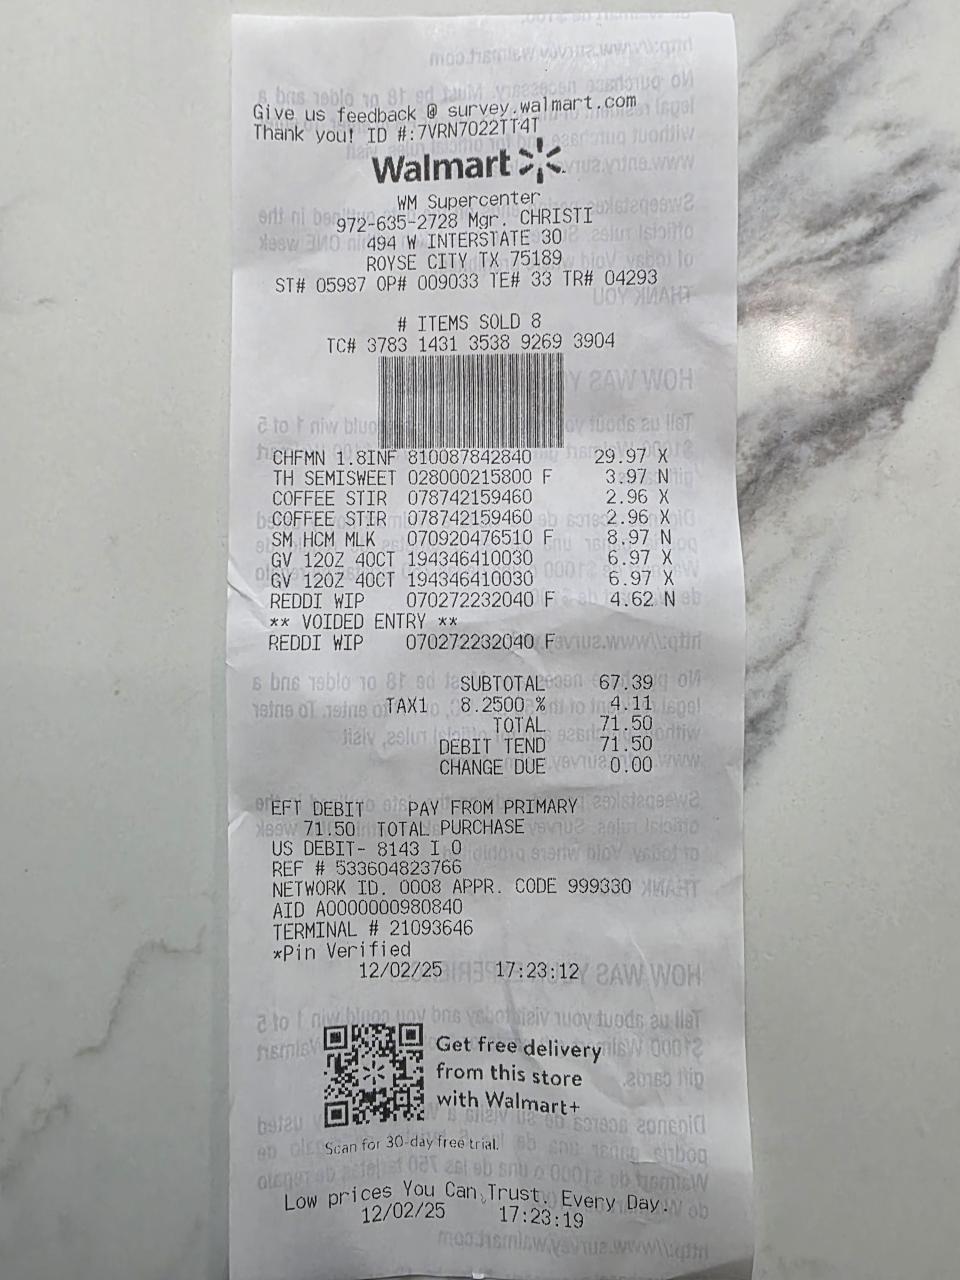 Give us feedback @ survey.walmart.com
Thank you! ID #:7VRN7022TT4T
Walmart
WM Supercenter
972-635-2728 Mgr. CHRISTI
494 W INTERSTATE 30
ROYSE CITY TX 75189
ST# 05987 OP# 009033 TE# 33 TR# 04293
# ITEMS SOLD 8
TC# 3783 1431 3538 9269 3904
CHFMN 1.8INF 810087842840 29.97 X
TH SEMISWEET 028000215800 F 3.97 N
COFFEE STIR 078742159460 2.96 X
COFFEE STIR 078742159460 2.96 X
SM HCM MLK 070920476510 F 8.97 N
GV 12OZ 40CT 194346410030 6.97 X
GV 12OZ 40CT 194346410030 6.97 X
REDDI WIP 070272232040 F 4.62 N
** VOIDED ENTRY **
REDDI WIP 070272232040 F
SUBTOTAL 67.39
TAX1 8.2500 % 4.11
TOTAL 71.50
DEBIT TEND 71.50
CHANGE DUE 0.00
EFT DEBIT PAY FROM PRIMARY
71.50 TOTAL PURCHASE
US DEBIT- 8143 I 0
REF # 533604823766
NETWORK ID. 0008 APPR. CODE 999330
AID A0000000980840
TERMINAL # 21093646
*Pin Verified
12/02/25 17:23:12
Get free delivery
from this store
with Walmart+
Scan for 30-day free trial.
Low prices You Can Trust. Every Day.
12/02/25 17:23:19